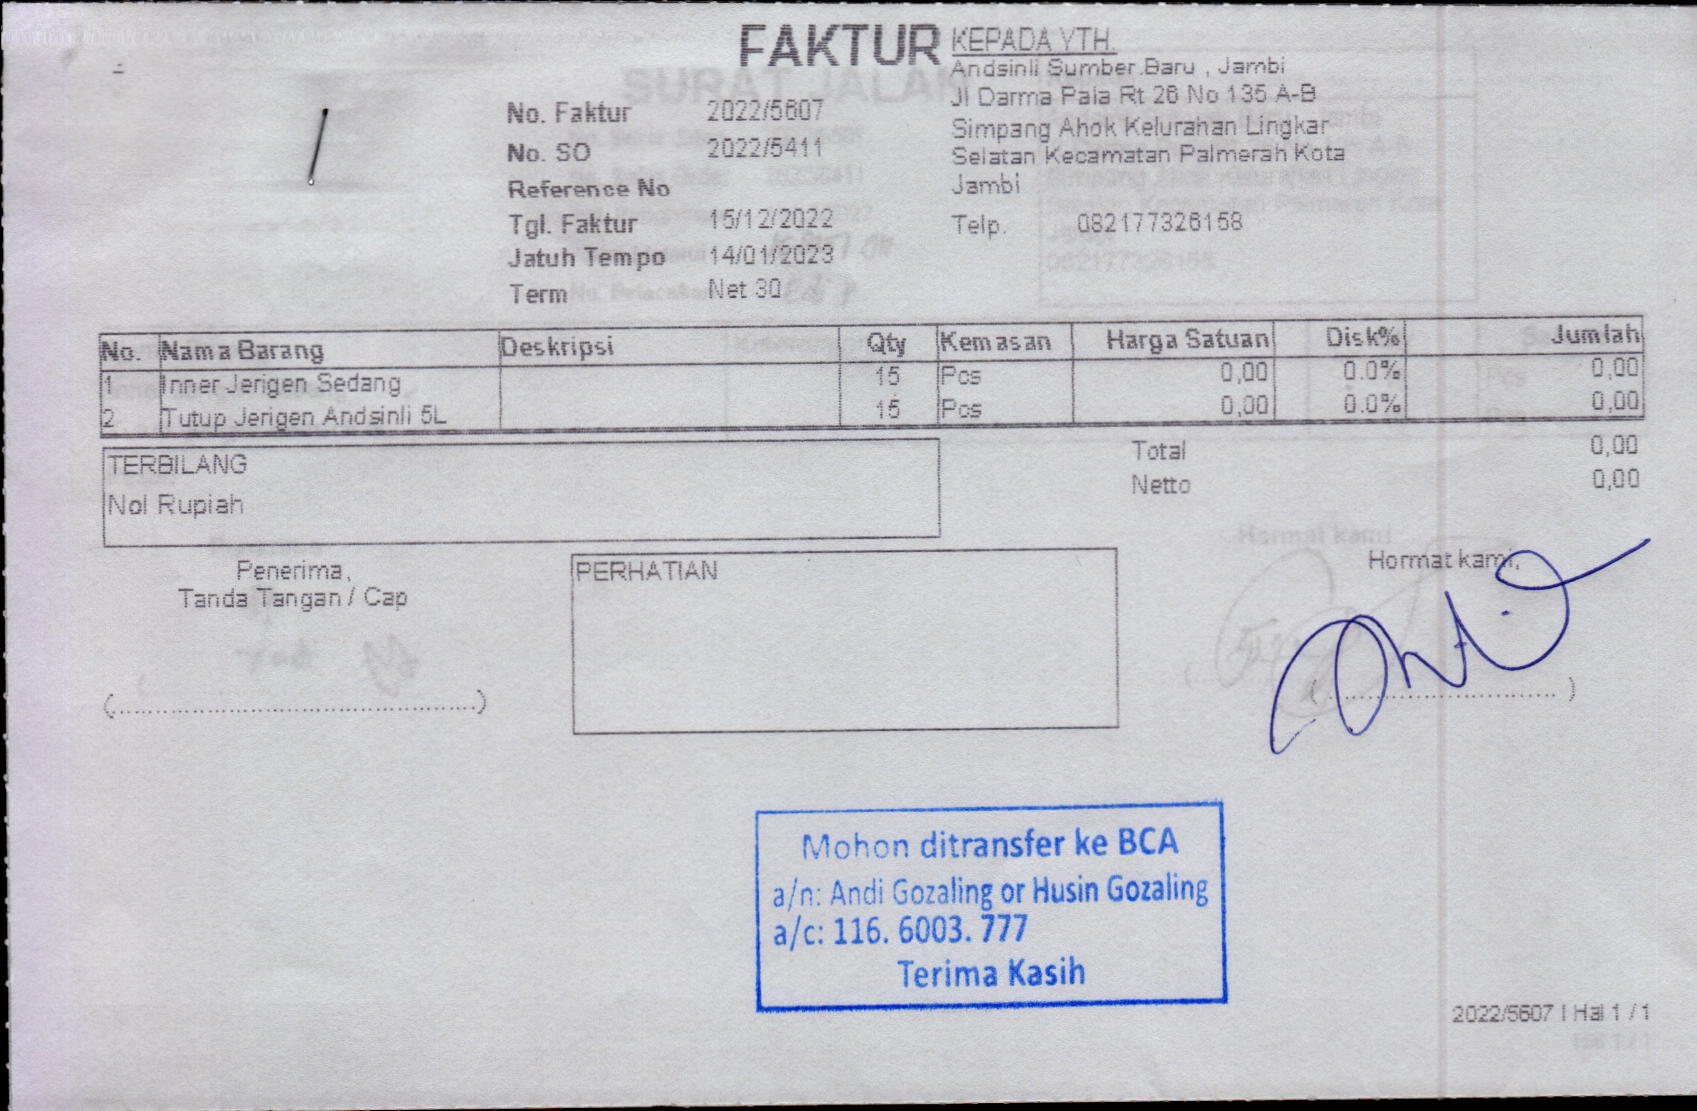 FAKTUR
KEPADA YTH.
Andsinli Sumber Baru , Jambi
Jl Darma Pala Rt 26 No 135 A-B
Simpang Ahok Kelurahan Lingkar
Selatan Kecamatan Palmerah Kota
Jambi
Telp. 082177326158
No. Faktur 2022/5607
No. SO 2022/5411
Reference No
Tgl. Faktur 15/12/2022
Jatuh Tempo 14/01/2023
Term Net 30
No. Nama Barang Deskripsi Qty Kemasan Harga Satuan Disk% Jumlah
1 Inner Jerigen Sedang 15 Pcs 0,00 0.0% 0,00
2 Tutup Jerigen Andsinli 5L 15 Pcs 0,00 0.0% 0,00
TERBILANG
Nol Rupiah
Total 0,00
Netto 0,00
Penerima,
Tanda Tangan / Cap
(..............................................)
PERHATIAN
Hormat kami,
(..............................................)
Mohon ditransfer ke BCA
a/n: Andi Gozaling or Husin Gozaling
a/c: 116. 6003. 777
Terima Kasih
2022/5607 | Hal 1 / 1